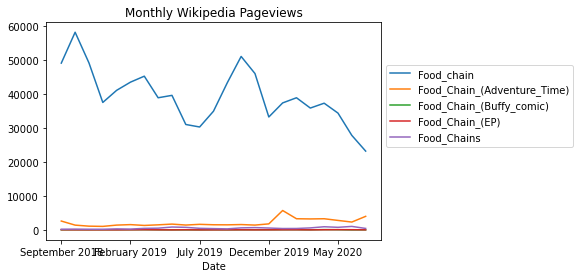 Monthly Wikipedia Pageviews
60000
50000
40000
30000
20000
10000
0
September 2018 February 2019 July 2019 December 2019 May 2020
Date
Food_chain
Food_Chain_(Adventure_Time)
Food_Chain_(Buffy_comic)
Food_Chain_(EP)
Food_Chains